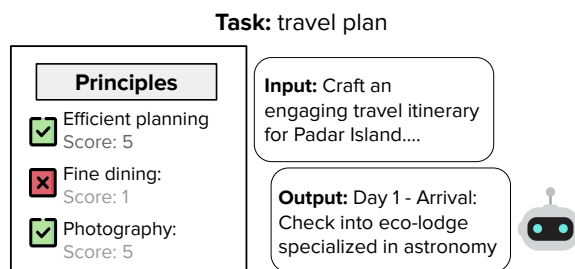 Task: travel plan
Principles
Efficient planning
Score: 5
Fine dining:
Score: 1
Photography:
Score: 5
Input: Craft an
engaging travel itinerary
for Padar Island....
Output: Day 1 - Arrival:
Check into eco-lodge
specialized in astronomy